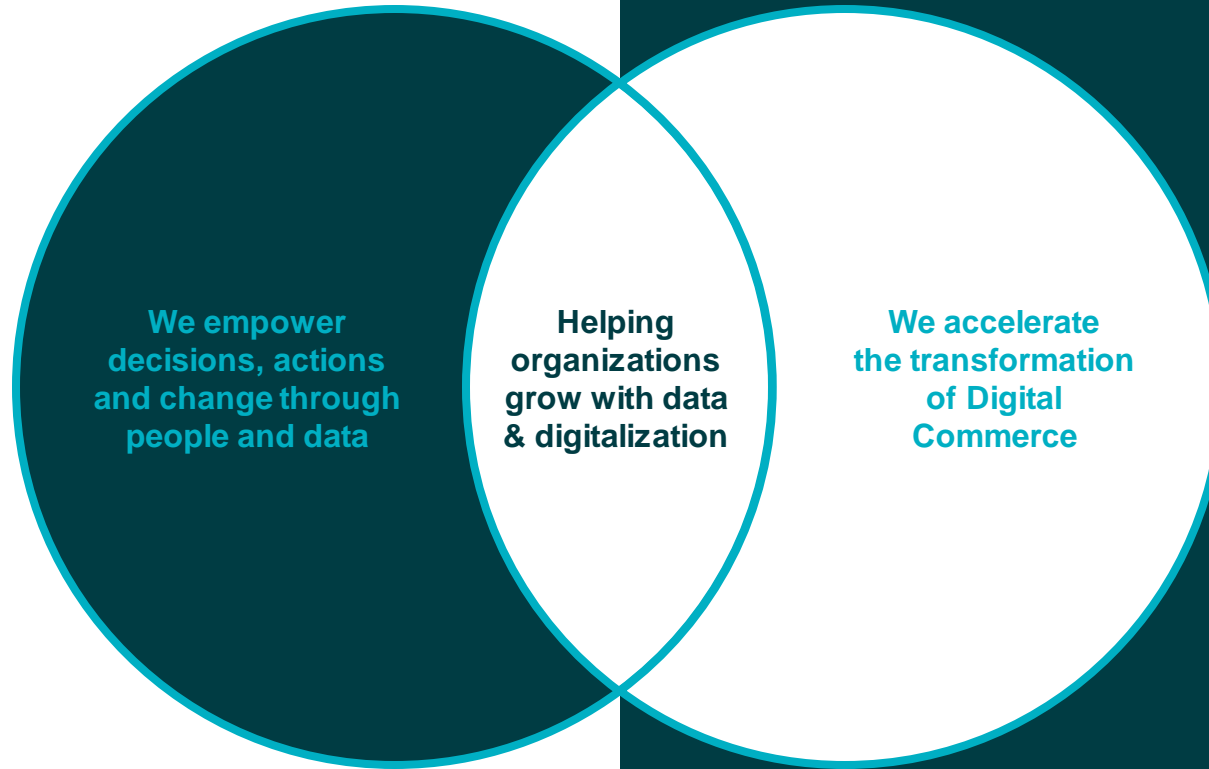 We empower
decisions, actions
and change through
people and data
Helping
organizations
grow with data
& digitalization
We accelerate
the transformation
of Digital
Commerce